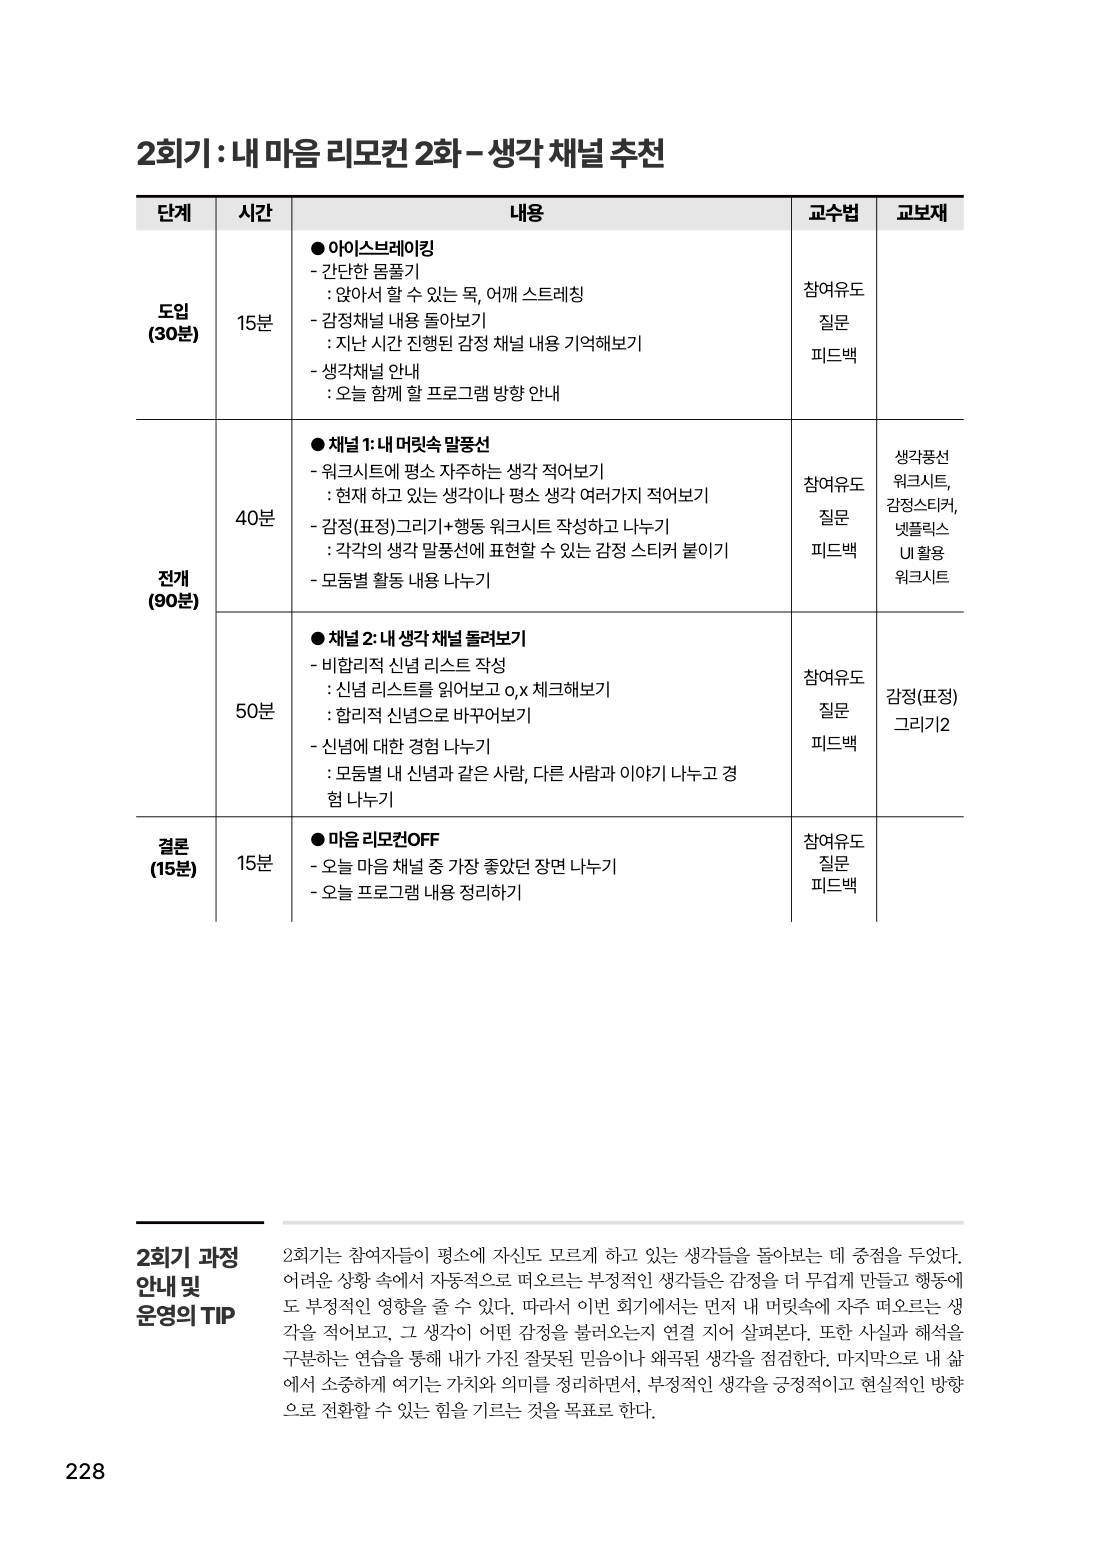 2회기 : 내 마음 리모컨 2화 – 생각 채널 추천
단계 시간 내용 교수법 교보재
도입
(30분)
15분
● 아이스브레이킹
- 간단한 몸풀기
: 앉아서 할 수 있는 목, 어깨 스트레칭
- 감정채널 내용 돌아보기
: 지난 시간 진행된 감정 채널 내용 기억해보기
- 생각채널 안내
: 오늘 함께 할 프로그램 방향 안내
참여유도
질문
피드백
전개
(90분)
40분
● 채널 1: 내 머릿속 말풍선
- 워크시트에 평소 자주하는 생각 적어보기
: 현재 하고 있는 생각이나 평소 생각 여러가지 적어보기
- 감정(표정)그리기+행동 워크시트 작성하고 나누기
: 각각의 생각 말풍선에 표현할 수 있는 감정 스티커 붙이기
- 모둠별 활동 내용 나누기
참여유도
질문
피드백
생각풍선
워크시트,
감정스티커,
넷플릭스
UI 활용
워크시트
50분
● 채널 2: 내 생각 채널 돌려보기
- 비합리적 신념 리스트 작성
: 신념 리스트를 읽어보고 o,x 체크해보기
: 합리적 신념으로 바꾸어보기
- 신념에 대한 경험 나누기
: 모둠별 내 신념과 같은 사람, 다른 사람과 이야기 나누고 경
험 나누기
참여유도
질문
피드백
감정(표정)
그리기2
결론
(15분)
15분
● 마음 리모컨OFF
- 오늘 마음 채널 중 가장 좋았던 장면 나누기
- 오늘 프로그램 내용 정리하기
참여유도
질문
피드백
2회기 과정
안내 및
운영의 TIP
2회기는 참여자들이 평소에 자신도 모르게 하고 있는 생각들을 돌아보는 데 중점을 두었다.
어려운 상황 속에서 자동적으로 떠오르는 부정적인 생각들은 감정을 더 무겁게 만들고 행동에
도 부정적인 영향을 줄 수 있다. 따라서 이번 회기에서는 먼저 내 머릿속에 자주 떠오르는 생
각을 적어보고, 그 생각이 어떤 감정을 불러오는지 연결 지어 살펴본다. 또한 사실과 해석을
구분하는 연습을 통해 내가 가진 잘못된 믿음이나 왜곡된 생각을 점검한다. 마지막으로 내 삶
에서 소중하게 여기는 가치와 의미를 정리하면서, 부정적인 생각을 긍정적이고 현실적인 방향
으로 전환할 수 있는 힘을 기르는 것을 목표로 한다.
228